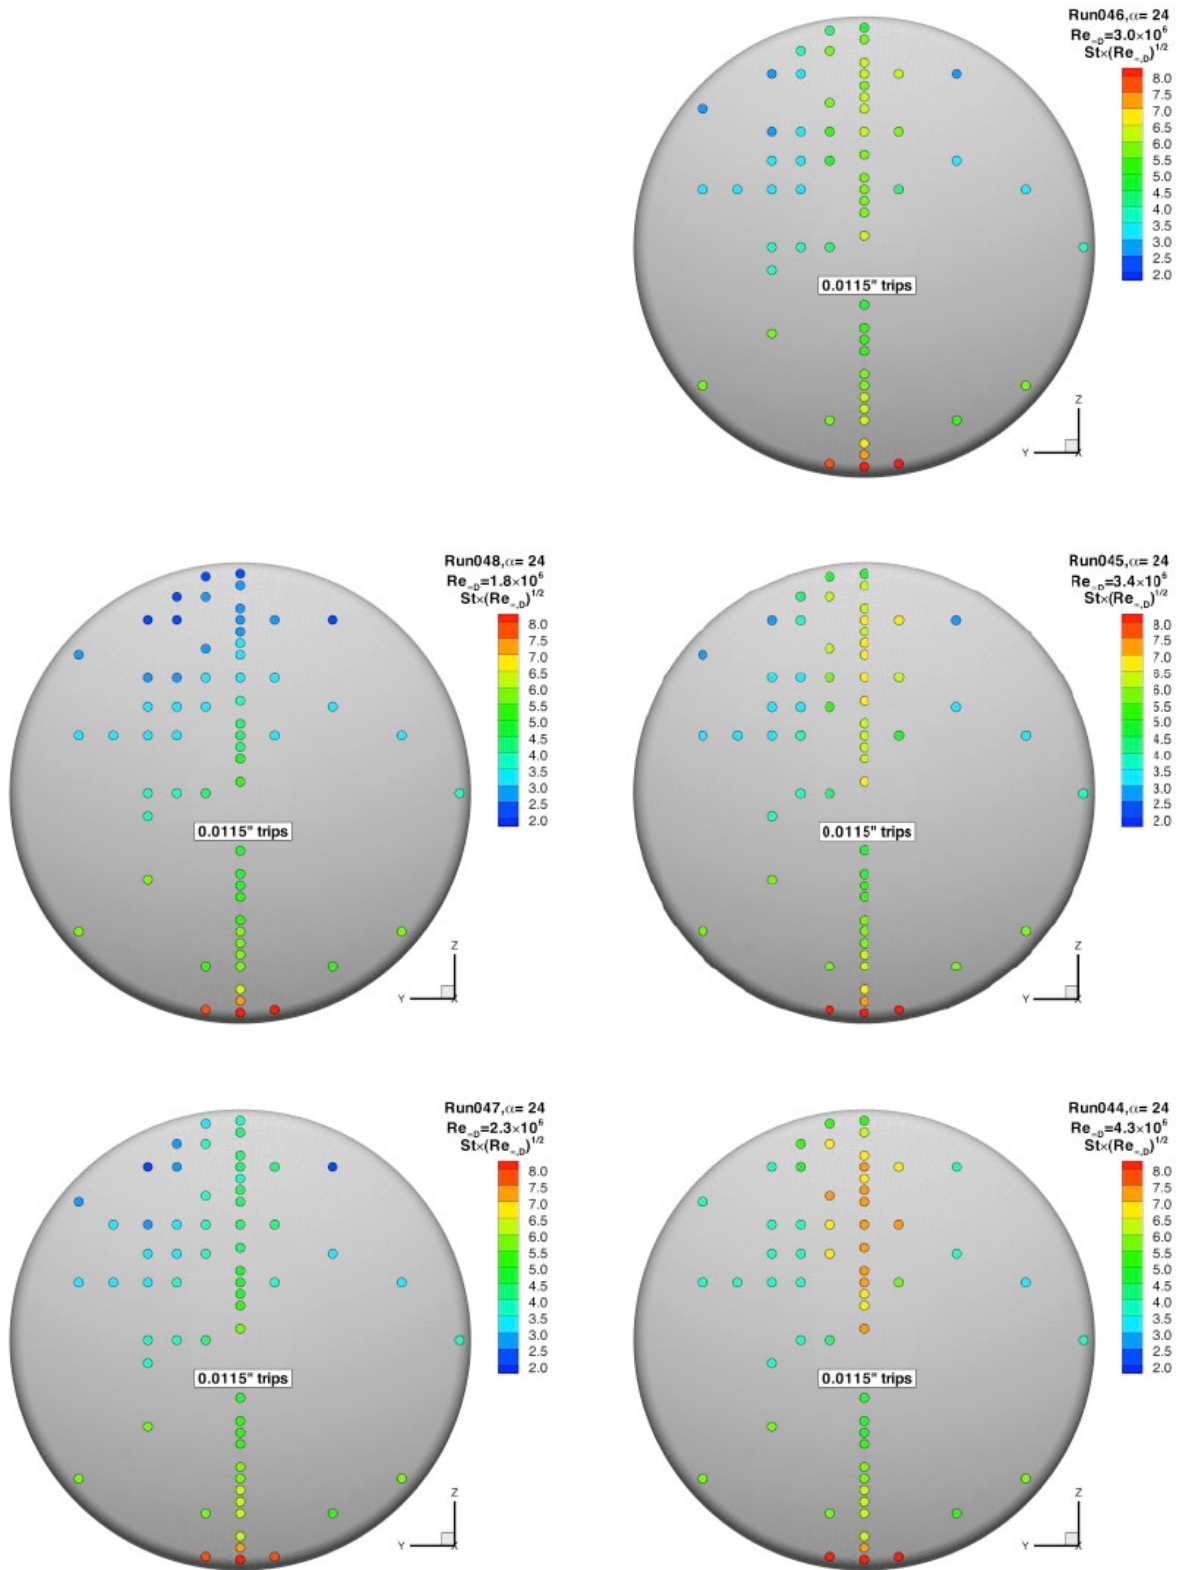 Run046,α= 24
Re∞D=3.0×10⁶
St×(Re∞,D)¹/²
8.0
7.5
7.0
6.5
6.0
5.5
5.0
4.5
4.0
3.5
3.0
2.5
2.0
0.0115" trips
Z
Y
X
Run048,α= 24
Re∞D=1.8×10⁶
St×(Re∞,D)¹/²
8.0
7.5
7.0
6.5
6.0
5.5
5.0
4.5
4.0
3.5
3.0
2.5
2.0
0.0115" trips
Z
Y
X
Run045,α= 24
Re∞D=3.4×10⁶
St×(Re∞,D)¹/²
8.0
7.5
7.0
6.5
6.0
5.5
5.0
4.5
4.0
3.5
3.0
2.5
2.0
0.0115" trips
Z
Y
X
Run047,α= 24
Re∞D=2.3×10⁶
St×(Re∞,D)¹/²
8.0
7.5
7.0
6.5
6.0
5.5
5.0
4.5
4.0
3.5
3.0
2.5
2.0
0.0115" trips
Z
Y
X
Run044,α= 24
Re∞D=4.3×10⁶
St×(Re∞,D)¹/²
8.0
7.5
7.0
6.5
6.0
5.5
5.0
4.5
4.0
3.5
3.0
2.5
2.0
0.0115" trips
Z
Y
X